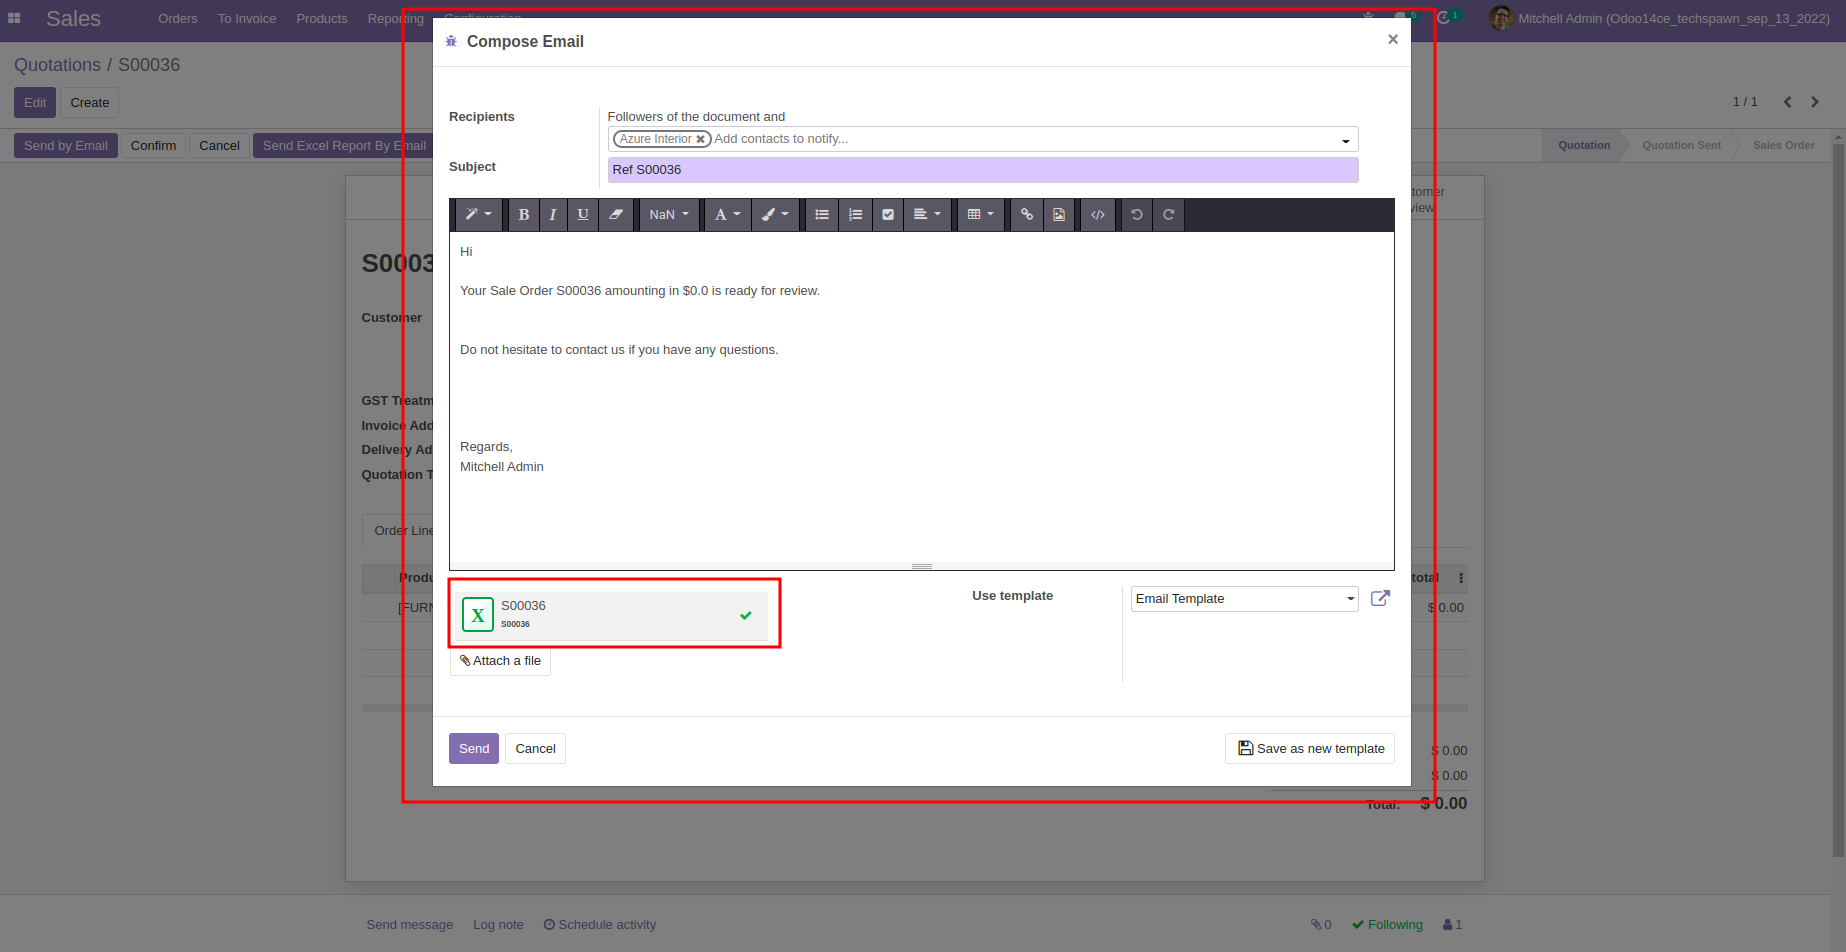 Sales
Orders
To Invoice
Products
Reporting
Configuration
5
1
Mitchell Admin (Odoo14ce_techspawn_sep_13_2022)
Quotations / S00036
Edit
Create
1 / 1
Send by Email
Confirm
Cancel
Send Excel Report By Email
Quotation
Quotation Sent
Sales Order
Compose Email
×
Recipients
Followers of the document and
Azure Interior
Add contacts to notify...
Subject
Ref S00036
B
I
U
NaN
A
Hi
Your Sale Order S00036 amounting in $0.0 is ready for review.
Do not hesitate to contact us if you have any questions.
Regards,
Mitchell Admin
X
S00036
S00036
Attach a file
Use template
Email Template
Send
Cancel
Save as new template
tomer
view
S0003
Customer
GST Treatm
Invoice Add
Delivery Ad
Quotation T
Order Line
Produ
total
[FURN
$ 0.00
$ 0.00
$ 0.00
Total:
$ 0.00
Send message
Log note
Schedule activity
0
Following
1